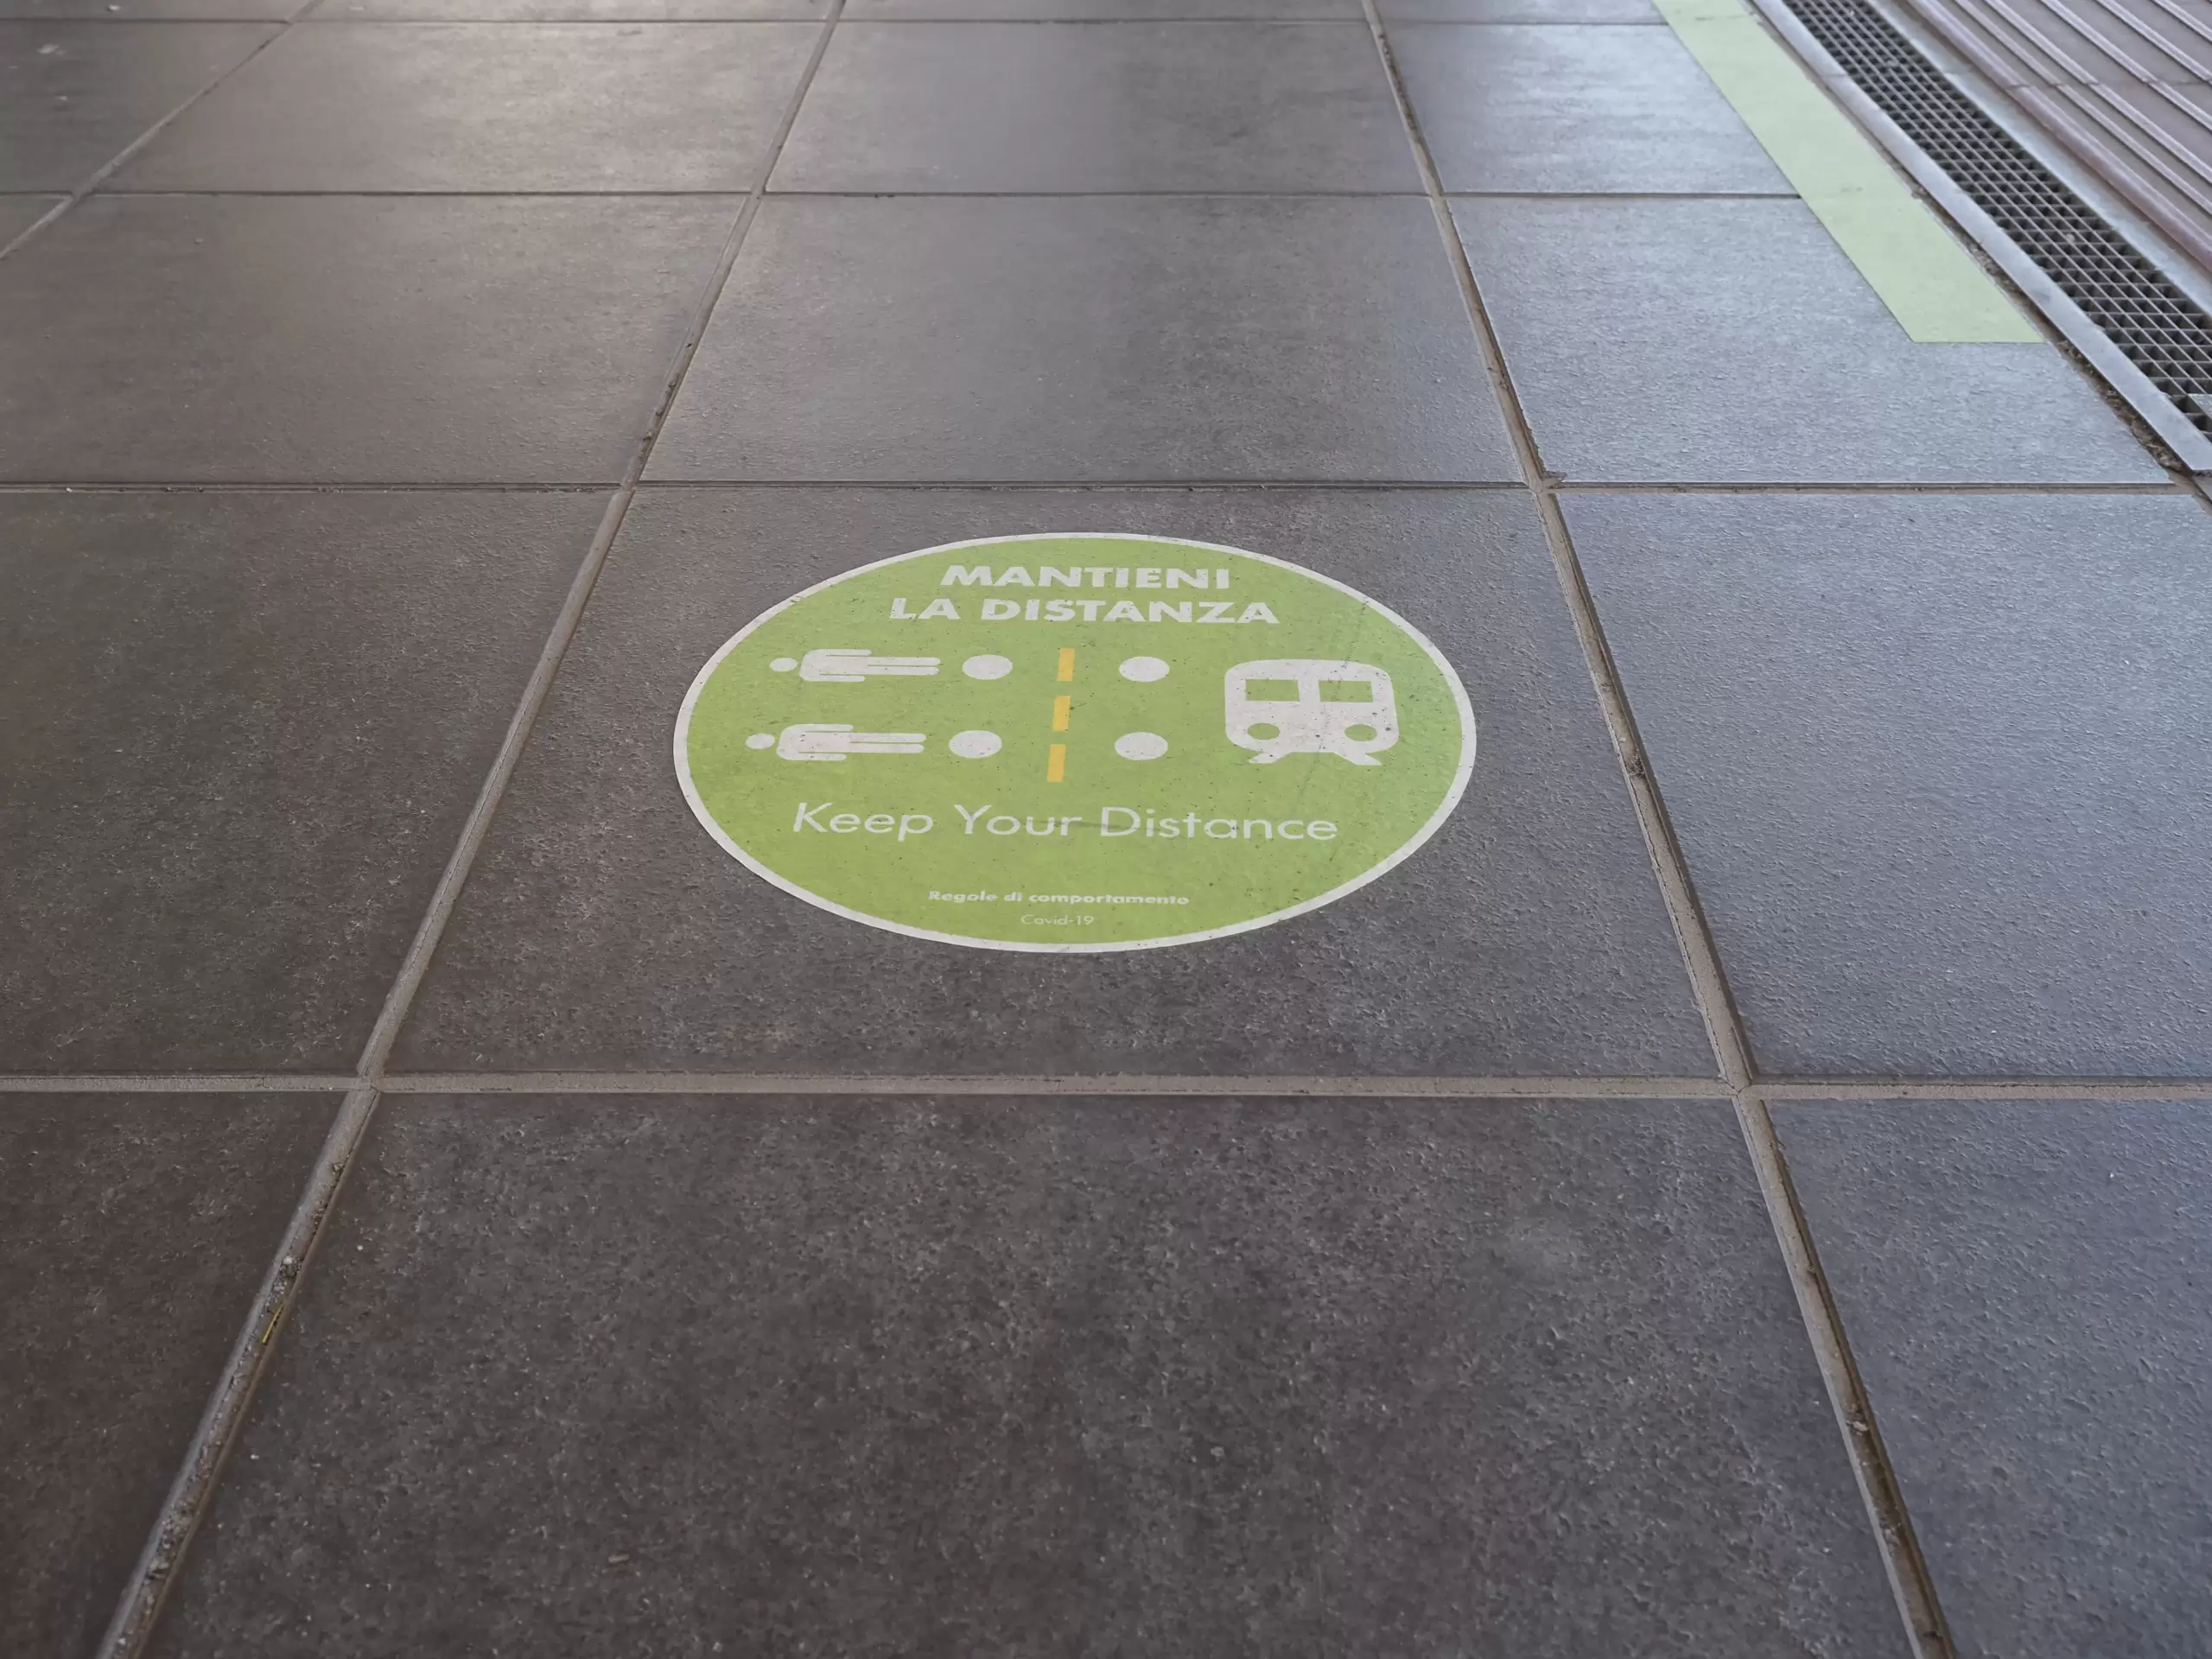 MANTIENI
LA DISTANZA
Keep Your Distance
Regole di comportamento
Covid-19